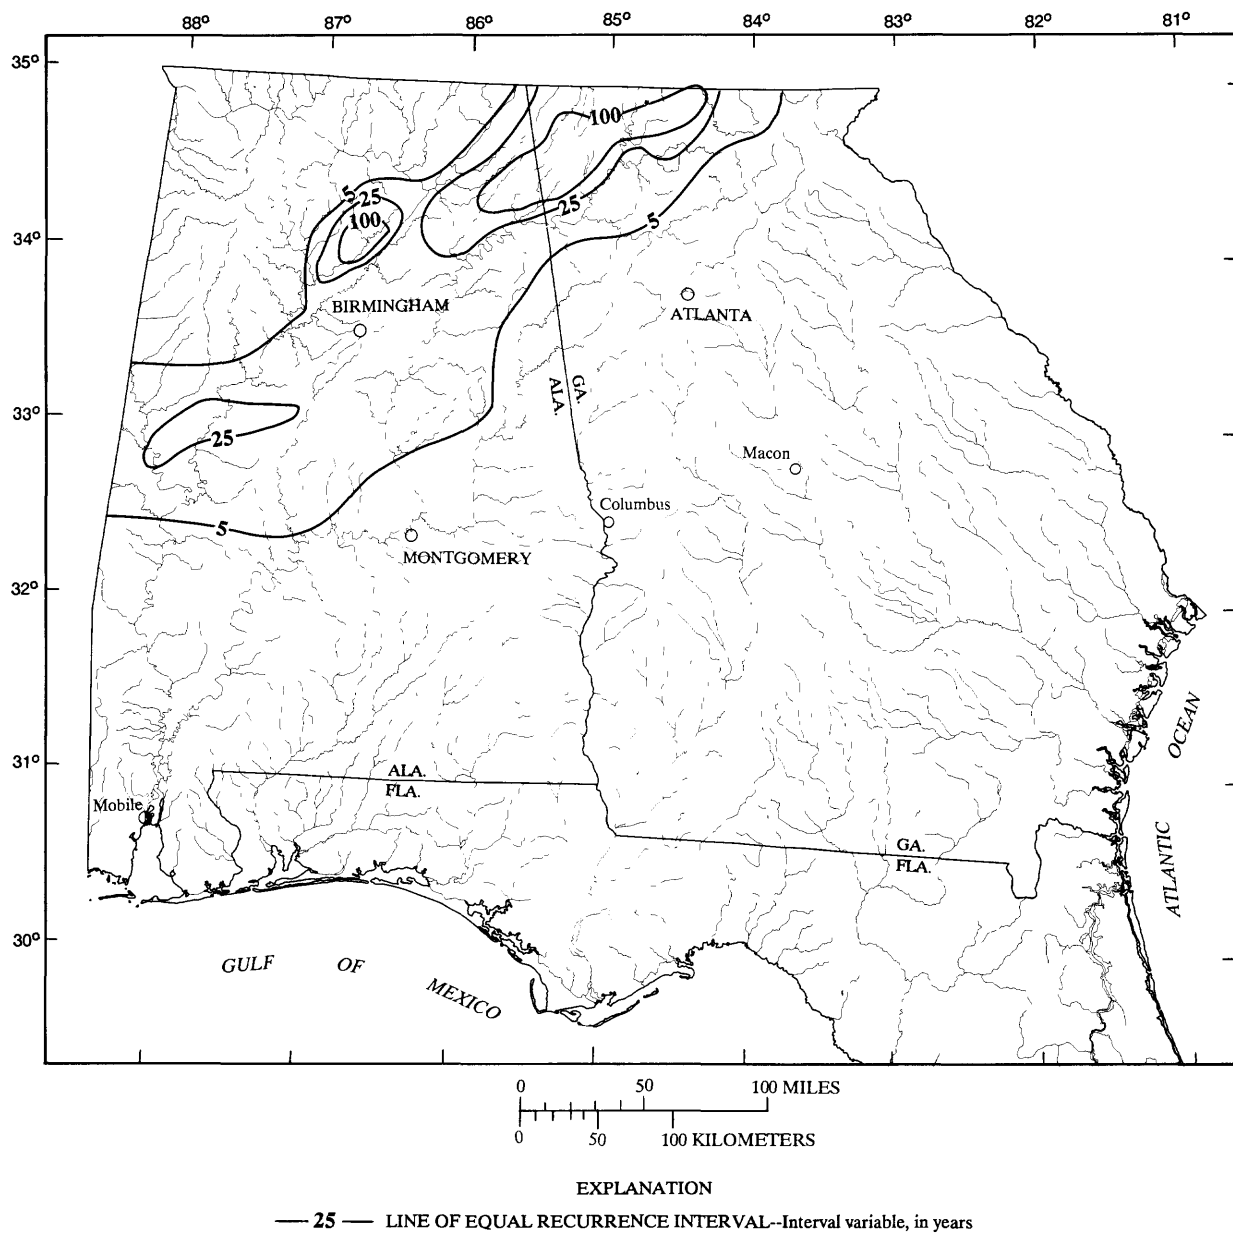 88° 87° 86° 85° 84° 83° 82° 81°
35°
100
5
25
100
25
5
34°
BIRMINGHAM
ATLANTA
GA.
ALA.
33°
25
Macon
Columbus
5
MONTGOMERY
32°
OCEAN
31°
ALA.
FLA.
Mobile
GA.
FLA.
ATLANTIC
30°
GULF OF MEXICO
0 50 100 MILES
0 50 100 KILOMETERS
EXPLANATION
— 25 — LINE OF EQUAL RECURRENCE INTERVAL--Interval variable, in years